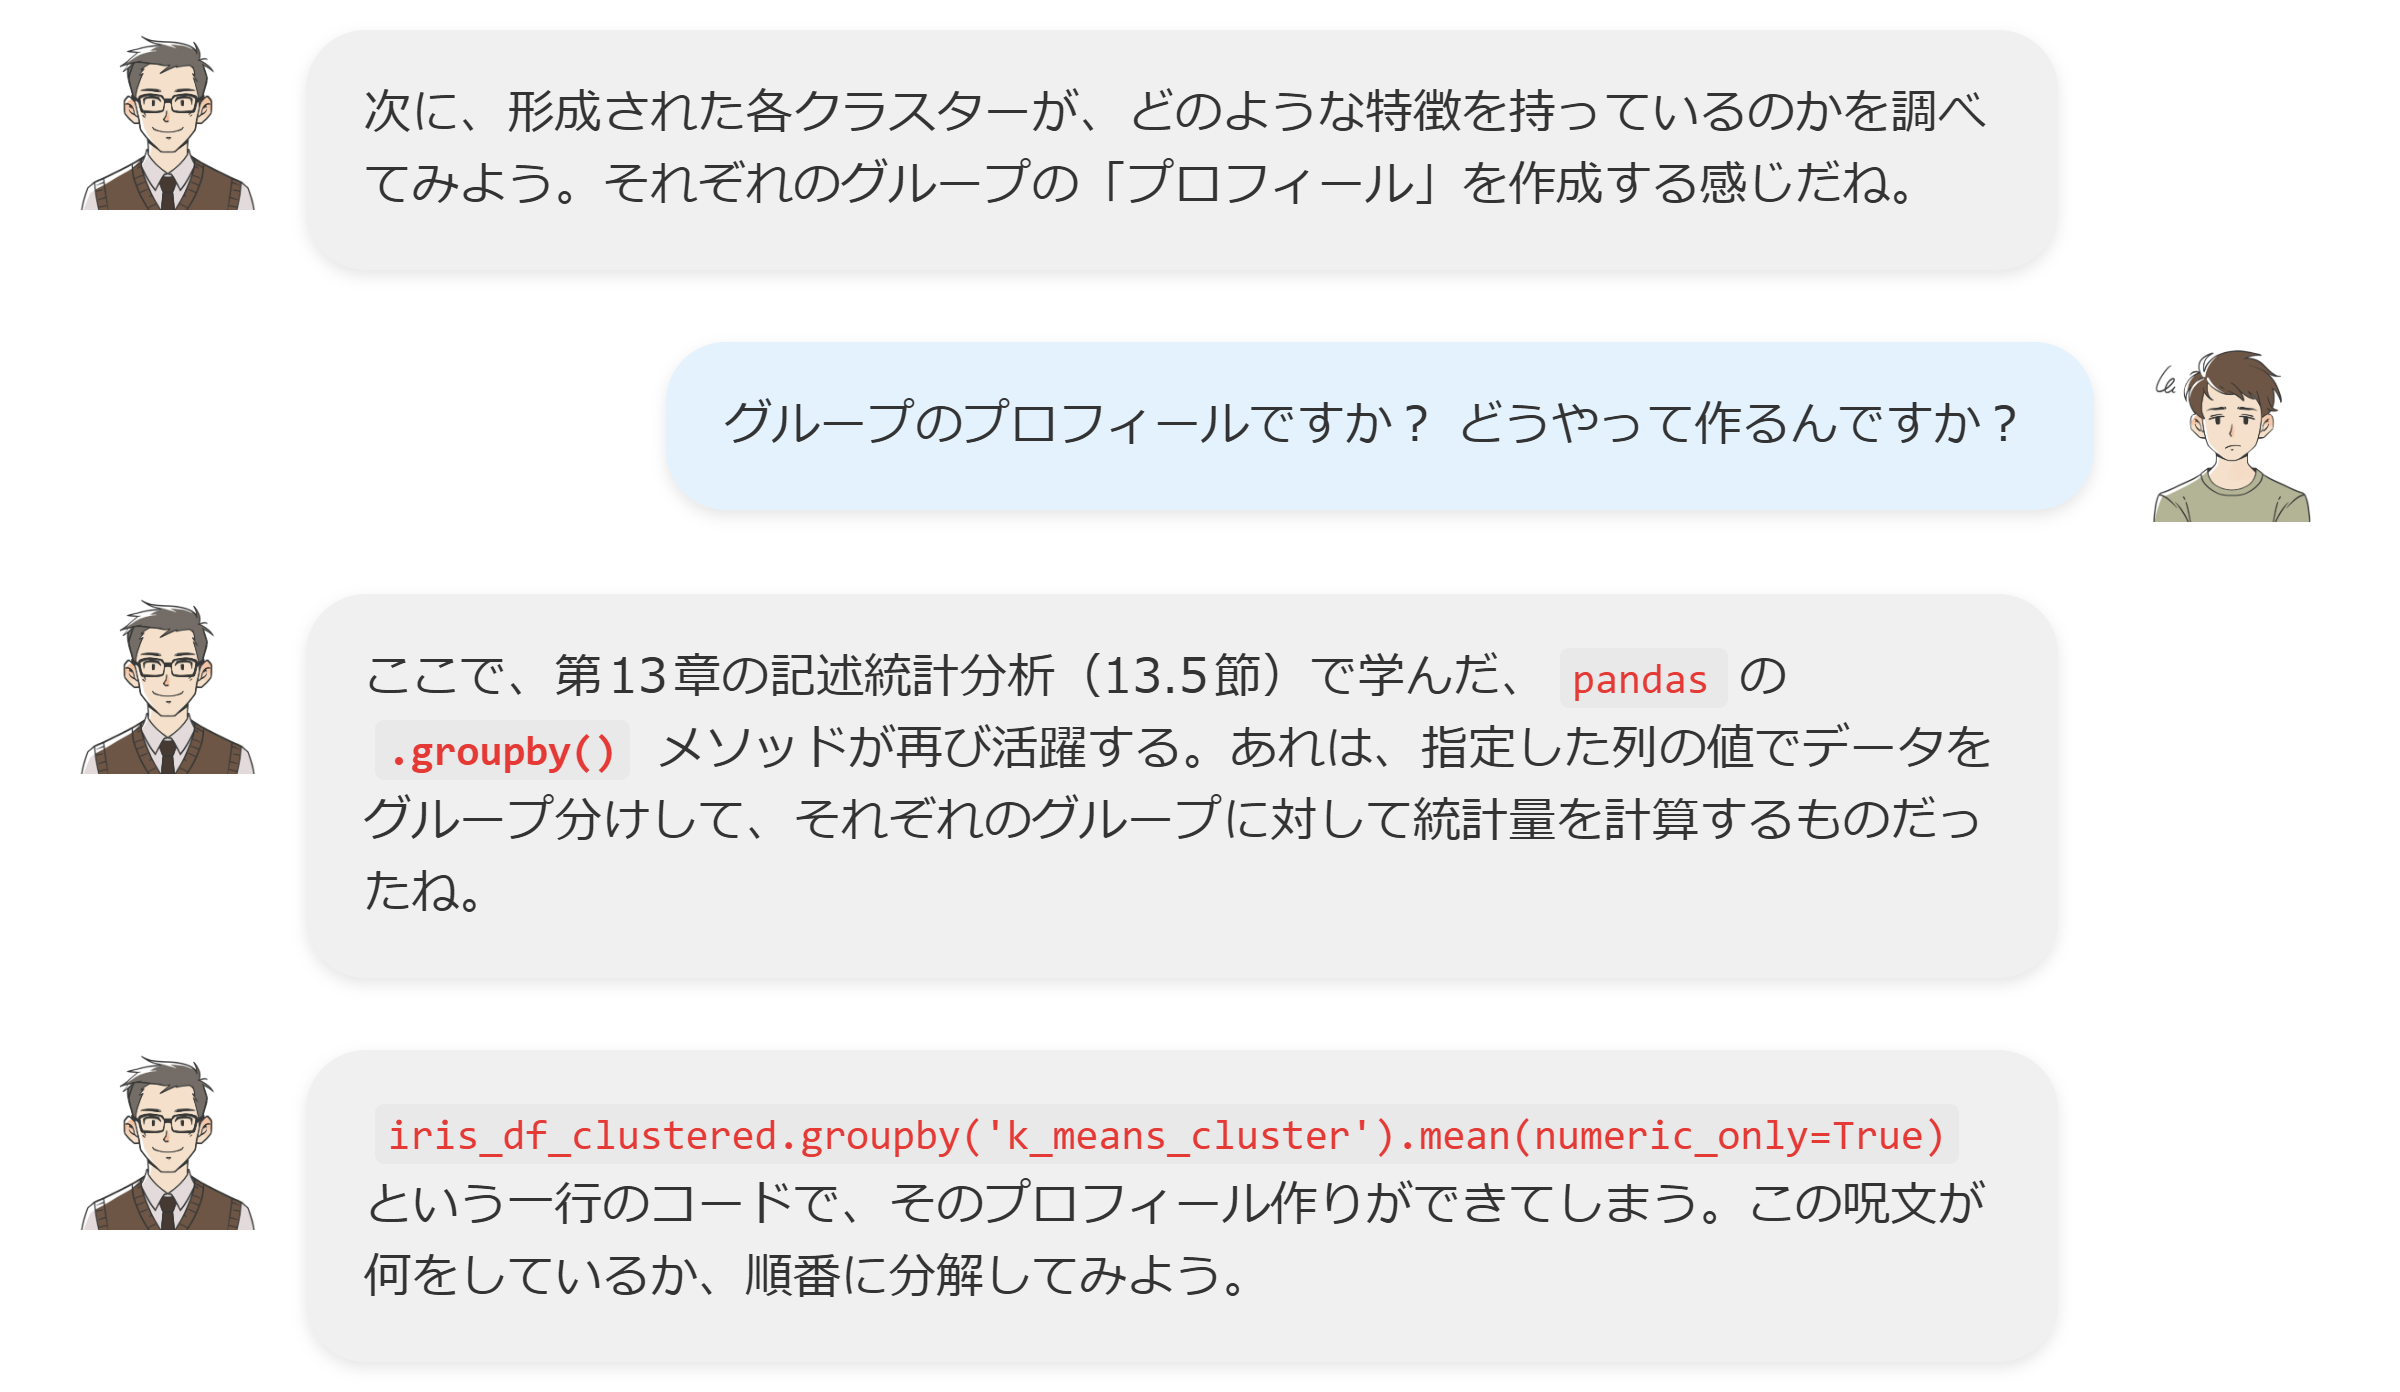 次に、形成された各クラスターが、どのような特徴を持っているのかを調べ
てみよう。それぞれのグループの「プロフィール」を作成する感じだね。
グループのプロフィールですか？ どうやって作るんですか？
ここで、第13章の記述統計分析（13.5節）で学んだ、 pandas の
.groupby() メソッドが再び活躍する。あれは、指定した列の値でデータを
グループ分けして、それぞれのグループに対して統計量を計算するものだっ
たね。
iris_df_clustered.groupby('k_means_cluster').mean(numeric_only=True)
という一行のコードで、そのプロフィール作りができてしまう。この呪文が
何をしているか、順番に分解してみよう。